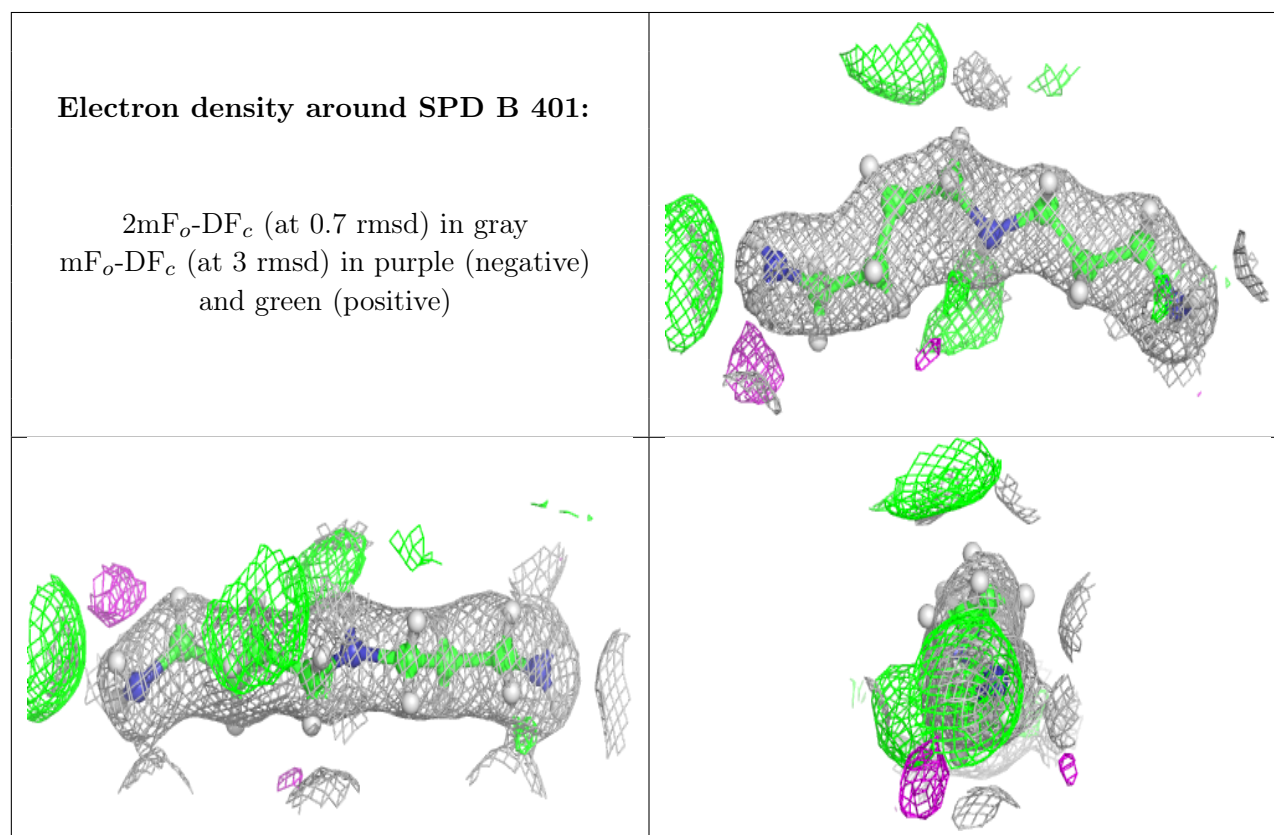 Electron density around SPD B 401:
2mFo-DFc (at 0.7 rmsd) in gray
mFo-DFc (at 3 rmsd) in purple (negative)
and green (positive)